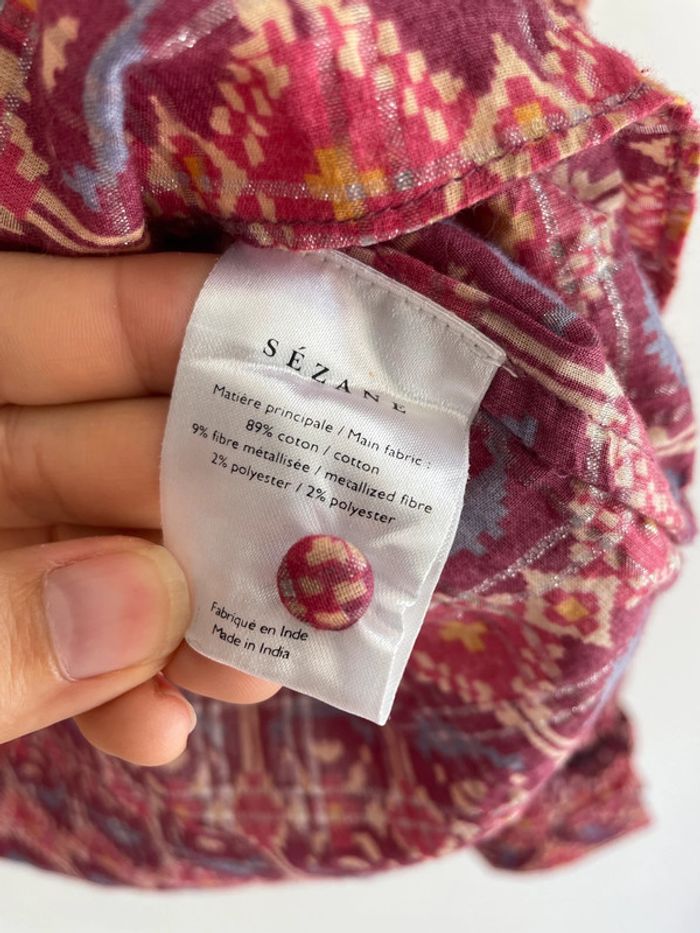 SÉZANE
Matière principale / Main fabric :
89% coton / cotton
9% fibre métallisée / metallized fibre
2% polyester / 2% polyester
Fabriqué en Inde
Made in India